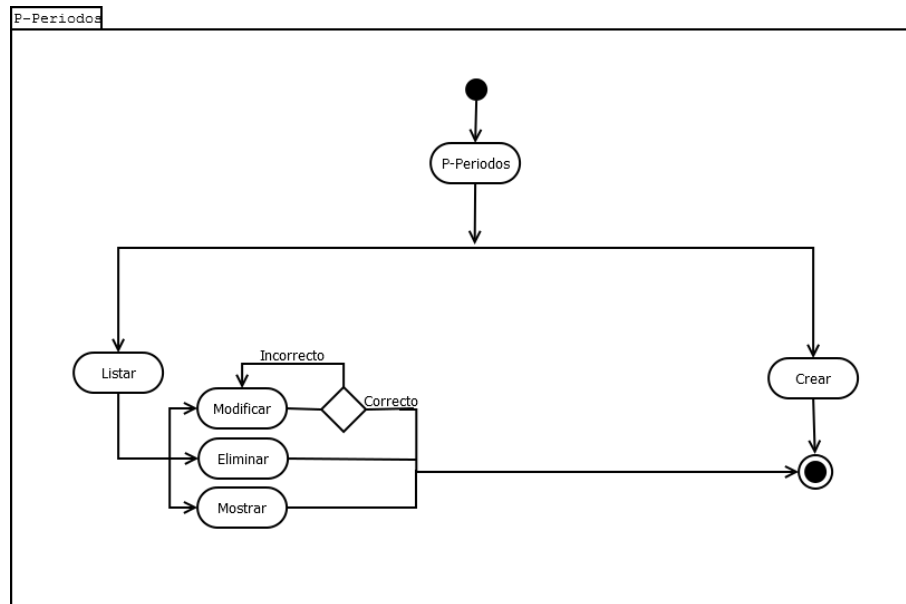 P-Periodos
P-Periodos
Listar
Incorrecto
Modificar
Correcto
Eliminar
Mostrar
Crear